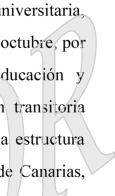 universitaria,
octubre, por
ducación y
transitoria
a estructura
de Canarias,